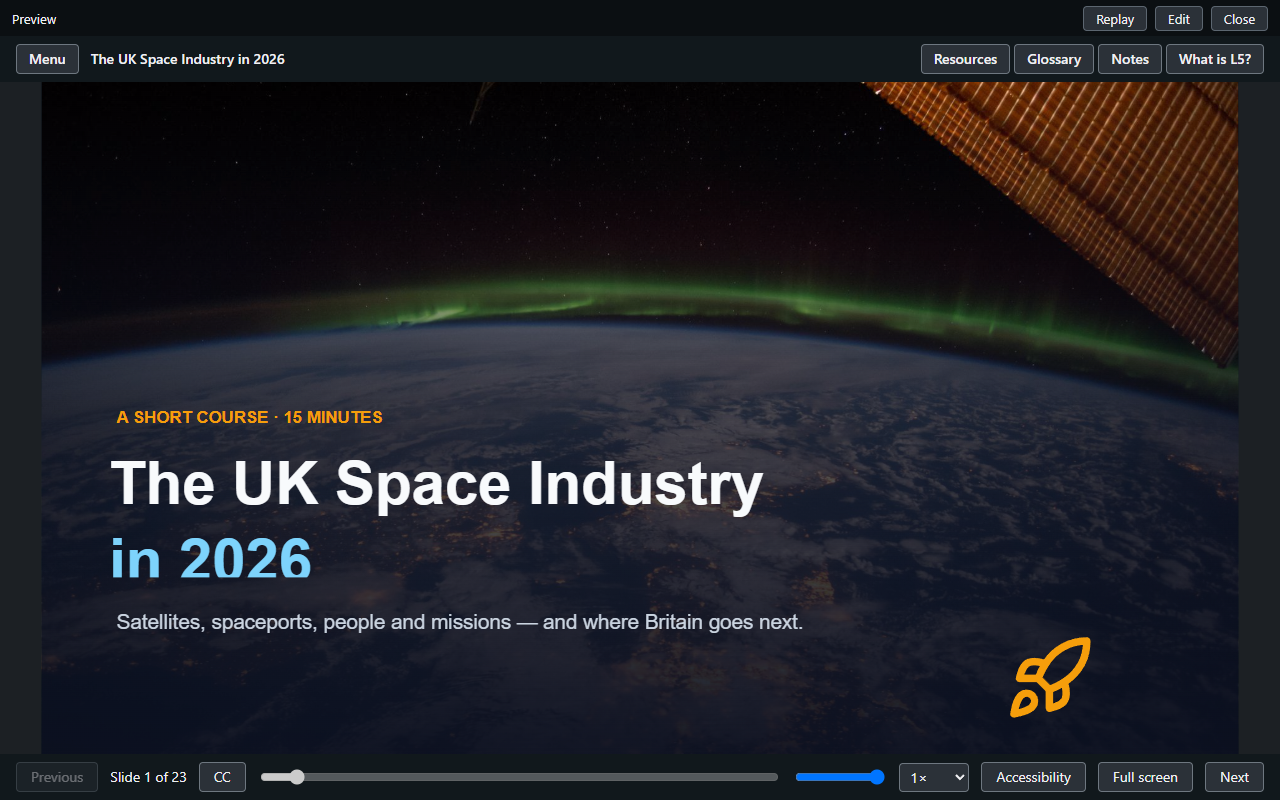 Preview
Replay
Edit
Close
Menu
The UK Space Industry in 2026
Resources
Glossary
Notes
What is L5?
A SHORT COURSE · 15 MINUTES
The UK Space Industry
in 2026
Satellites, spaceports, people and missions — and where Britain goes next.
Previous
Slide 1 of 23
CC
1×
Accessibility
Full screen
Next